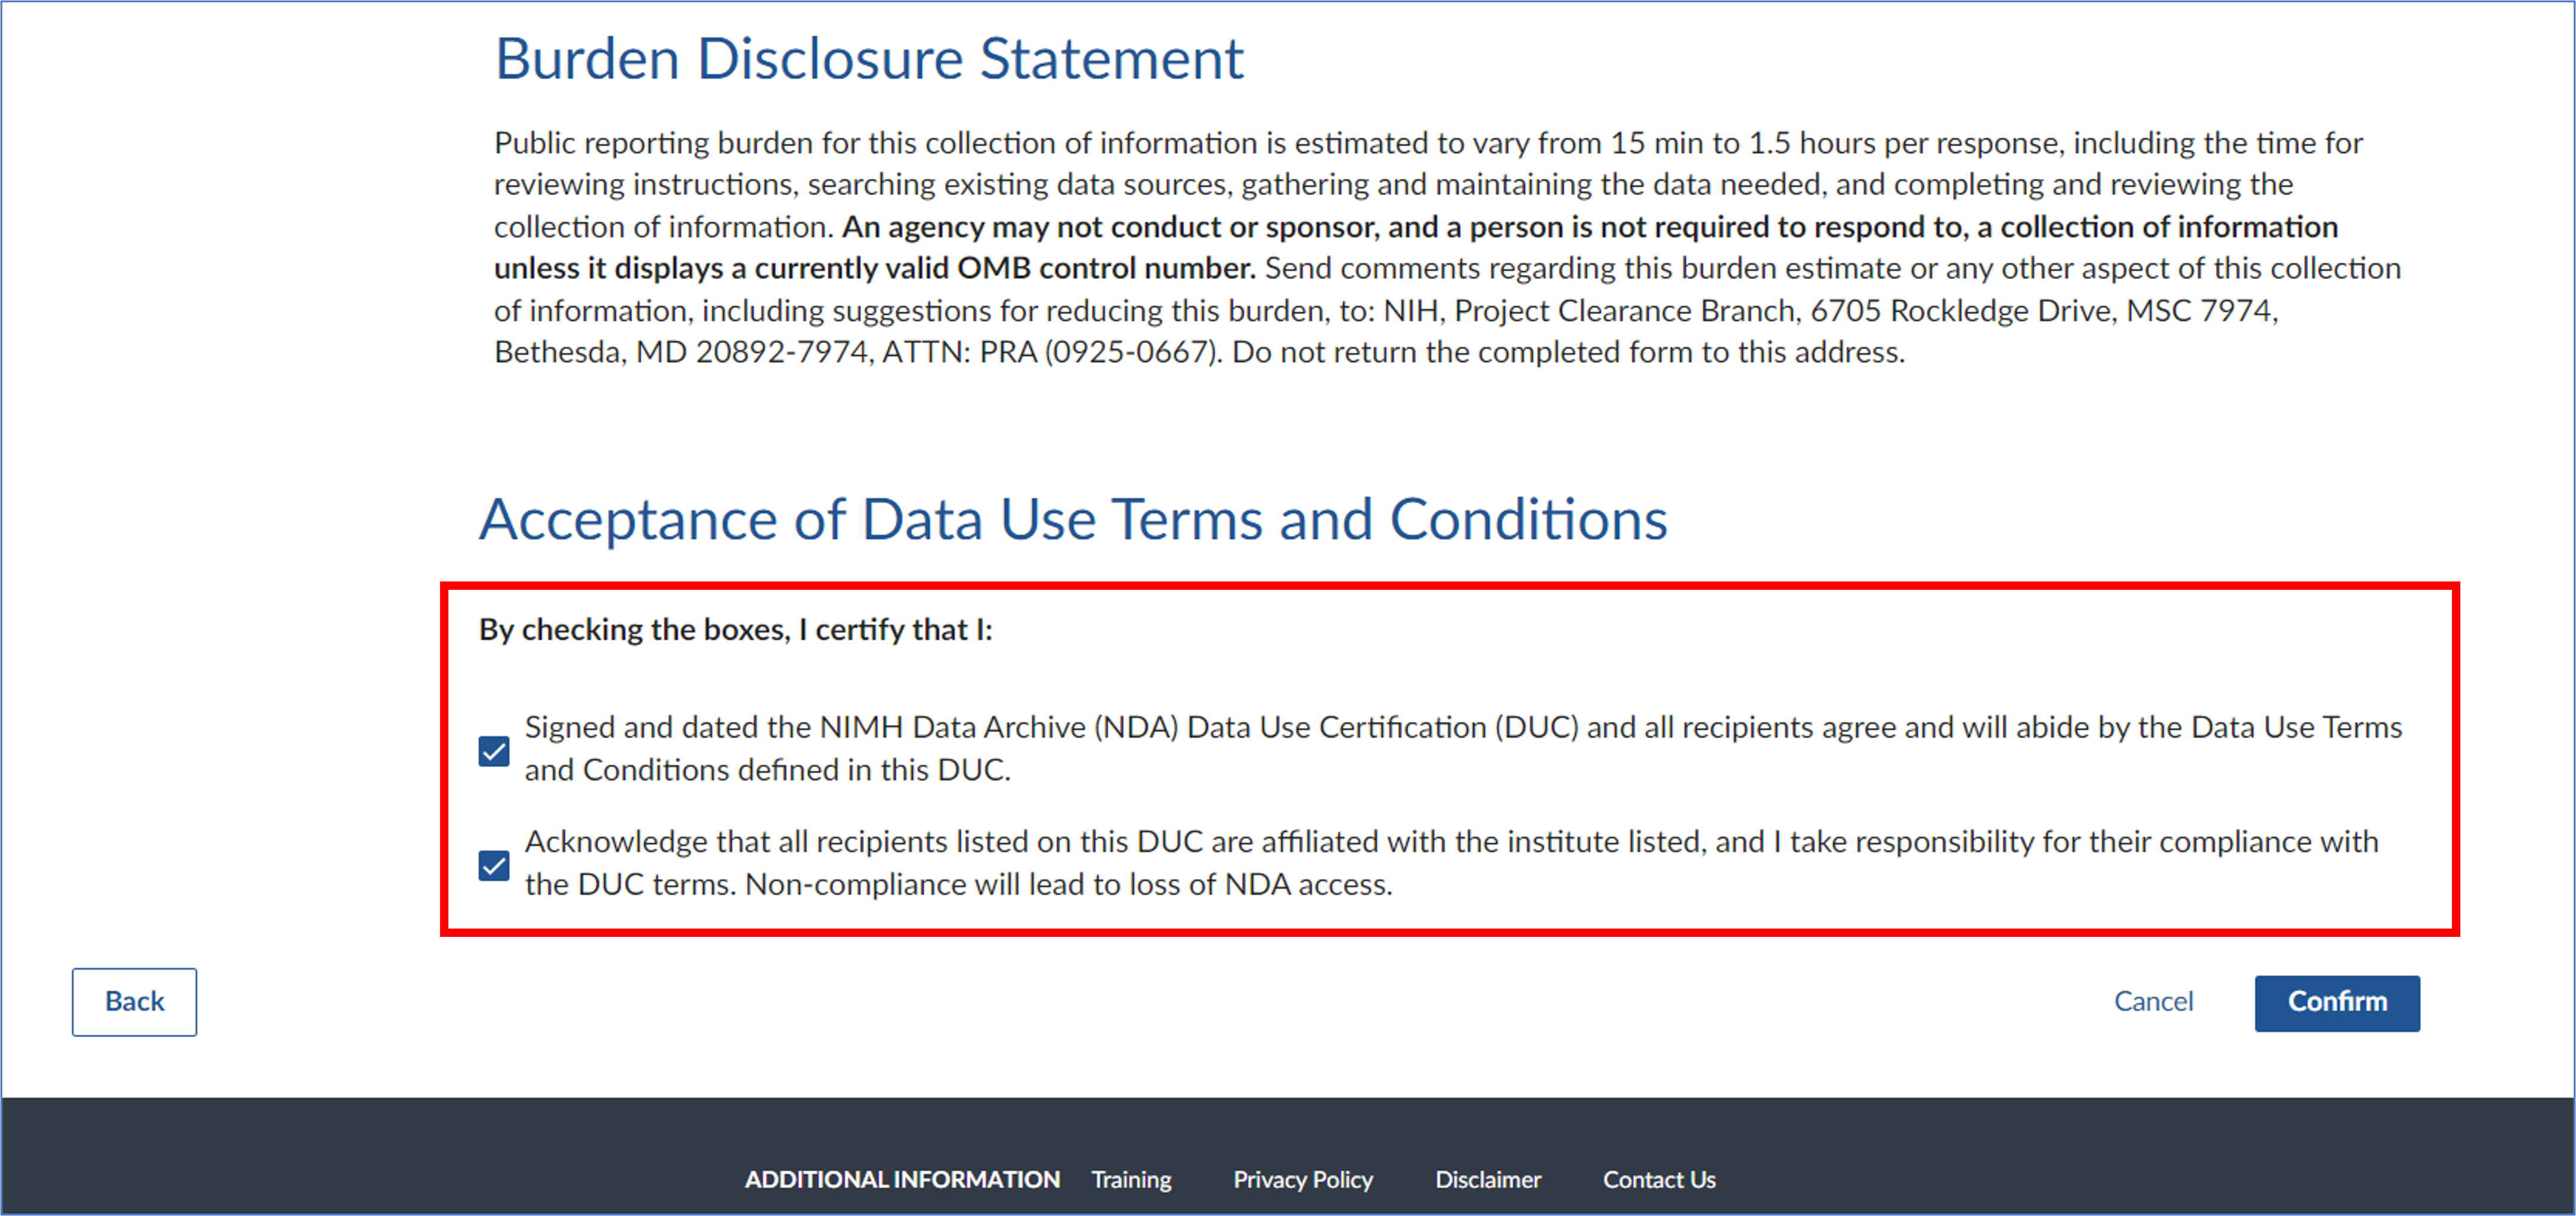 Burden Disclosure Statement
Public reporting burden for this collection of information is estimated to vary from 15 min to 1.5 hours per response, including the time for
reviewing instructions, searching existing data sources, gathering and maintaining the data needed, and completing and reviewing the
collection of information. An agency may not conduct or sponsor, and a person is not required to respond to, a collection of information
unless it displays a currently valid OMB control number. Send comments regarding this burden estimate or any other aspect of this collection
of information, including suggestions for reducing this burden, to: NIH, Project Clearance Branch, 6705 Rockledge Drive, MSC 7974,
Bethesda, MD 20892-7974, ATTN: PRA (0925-0667). Do not return the completed form to this address.
Acceptance of Data Use Terms and Conditions
By checking the boxes, I certify that I:
Signed and dated the NIMH Data Archive (NDA) Data Use Certification (DUC) and all recipients agree and will abide by the Data Use Terms
and Conditions defined in this DUC.
Acknowledge that all recipients listed on this DUC are affiliated with the institute listed, and I take responsibility for their compliance with
the DUC terms. Non-compliance will lead to loss of NDA access.
Back
Cancel
Confirm
ADDITIONAL INFORMATION Training Privacy Policy Disclaimer Contact Us